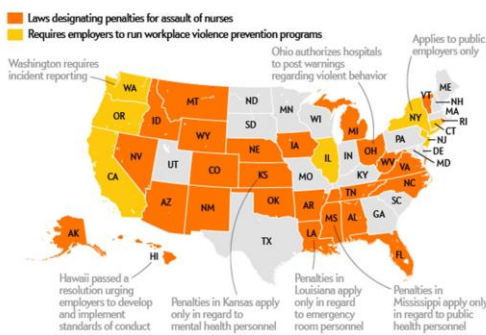 Laws designating penalties for assault of nurses
Requires employers to run workplace violence prevention programs
Applies to public
employers only
Ohio authorizes hospitals
to post warnings
regarding violent behavior
Washington requires
incident reporting
WA
MT
ND
MN
VT
ME
OR
ID
SD
WI
NY
NH
MA
WY
MI
RI
CT
NV
NE
IA
PA
NJ
UT
IL
IN
OH
DE
CA
CO
KS
MO
WV
VA
MD
KY
AZ
NM
OK
AR
TN
NC
SC
MS
AL
GA
TX
LA
AK
FL
HI
Hawaii passed a
resolution urging
employers to develop
and implement
standards of conduct
Penalties in Kansas apply
only in regard to
mental health personnel
Penalties in
Louisiana apply
only in regard
to emergency
room personnel
Penalties in
Mississippi apply only
in regard to public
health personnel